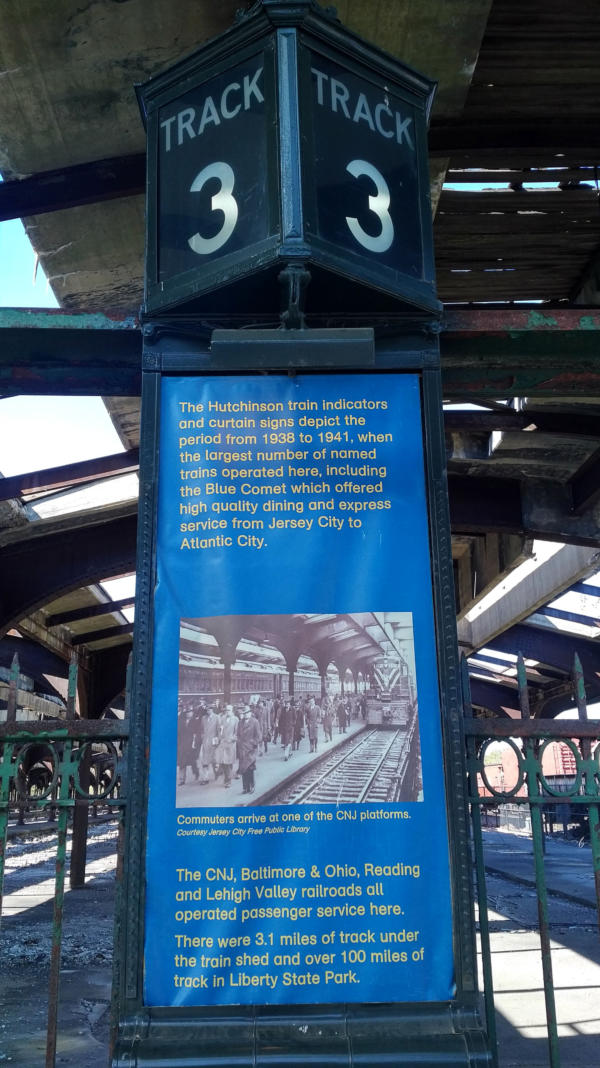 TRACK TRACK
3 3
The Hutchinson train indicators
and curtain signs depict the
period from 1938 to 1941, when
the largest number of named
trains operated here, including
the Blue Comet which offered
high quality dining and express
service from Jersey City to
Atlantic City.
Commuters arrive at one of the CNJ platforms.
Courtesy Jersey City Free Public Library
The CNJ, Baltimore & Ohio, Reading
and Lehigh Valley railroads all
operated passenger service here.
There were 3.1 miles of track under
the train shed and over 100 miles of
track in Liberty State Park.